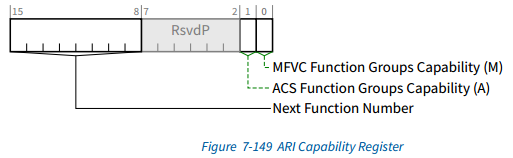 15 8 7 2 1 0
RsvdP
MFVC Function Groups Capability (M)
ACS Function Groups Capability (A)
Next Function Number
Figure 7-149 ARI Capability Register